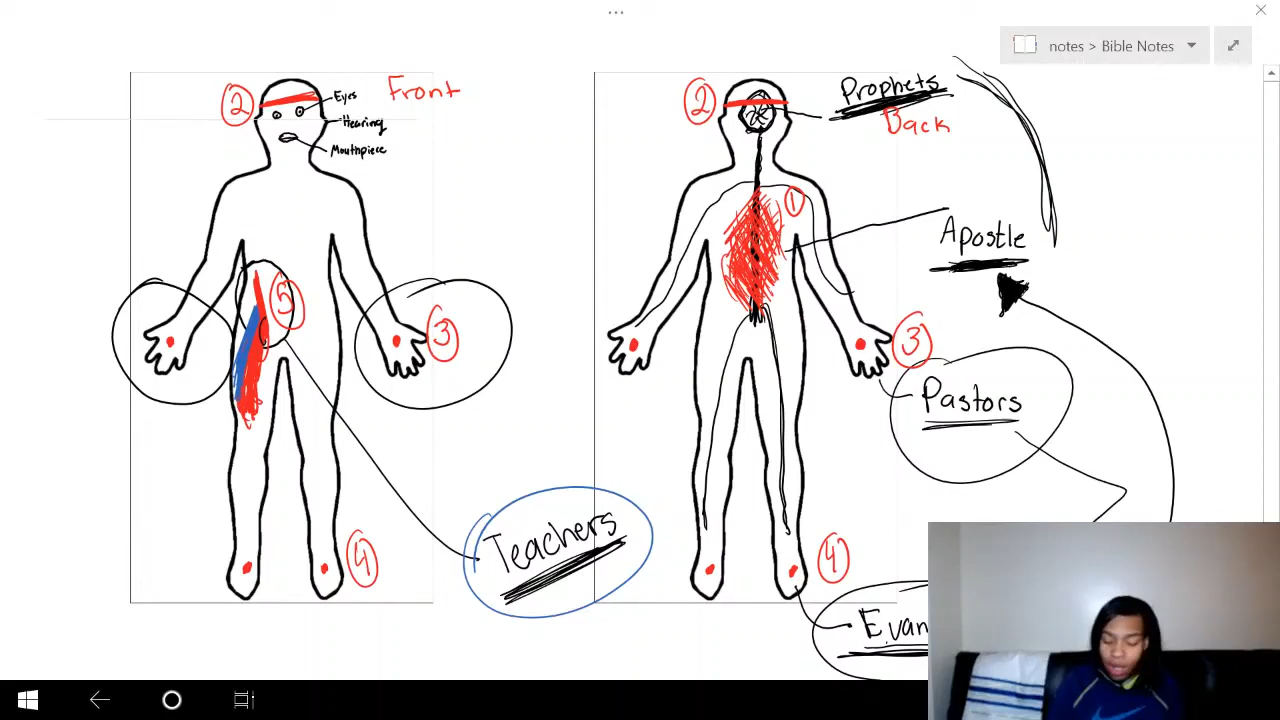 notes > Bible Notes
② Eyes Front
Hearing
Mouthpiece
② Prophets
Back
①
Apostle
⑤
③
③
Pastors
Teachers
④
④
Evan